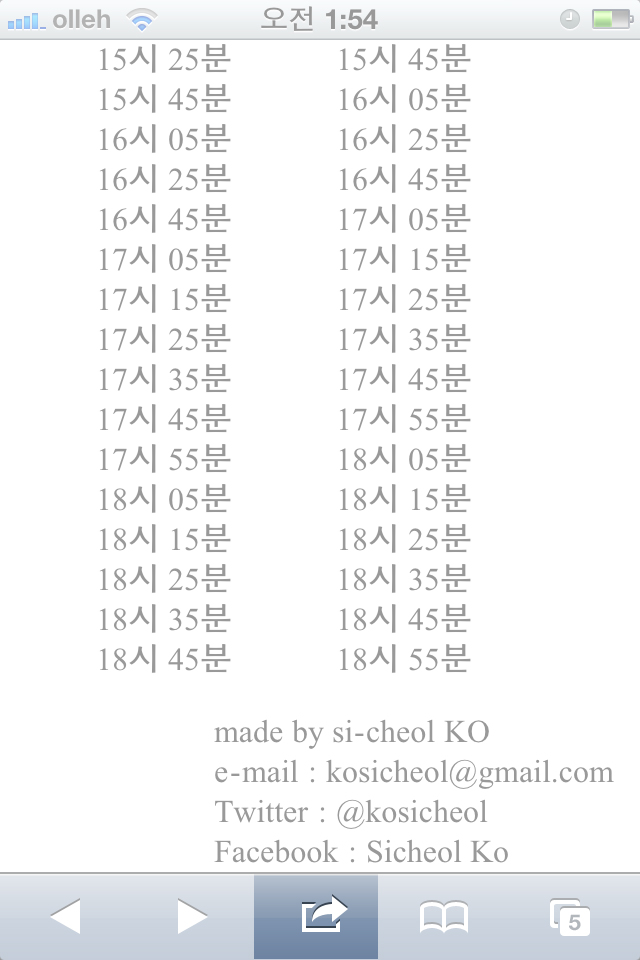 olleh 오전 1:54
15시 25분 15시 45분
15시 45분 16시 05분
16시 05분 16시 25분
16시 25분 16시 45분
16시 45분 17시 05분
17시 05분 17시 15분
17시 15분 17시 25분
17시 25분 17시 35분
17시 35분 17시 45분
17시 45분 17시 55분
17시 55분 18시 05분
18시 05분 18시 15분
18시 15분 18시 25분
18시 25분 18시 35분
18시 35분 18시 45분
18시 45분 18시 55분
made by si-cheol KO
e-mail : kosicheol@gmail.com
Twitter : @kosicheol
Facebook : Sicheol Ko
5